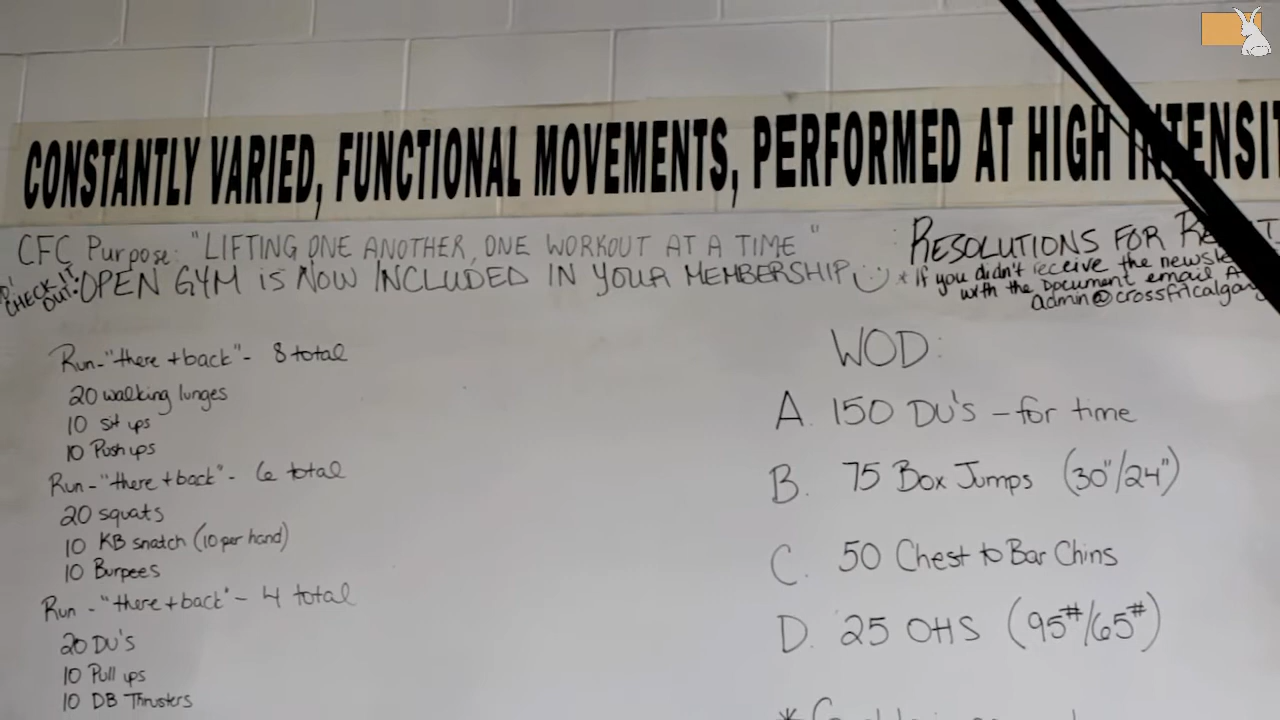 CONSTANTLY VARIED, FUNCTIONAL MOVEMENTS, PERFORMED AT HIGH INTENSIT
CFC Purpose: "LIFTING ONE ANOTHER, ONE WORKOUT AT A TIME"
CHECK IT OUT: OPEN GYM iS NOW INCLUDED IN YOUR MEMBERSHIP
RESOLUTIONS FOR
* If you didn't receive the
with the Document email
Run - "there + back" - 8 total
20 walking lunges
10 sit ups
10 Push ups
Run - "there + back" - 6 total
20 squats
10 KB snatch (10 per hand)
10 Burpees
Run - "there + back" - 4 total
20 DU's
10 Pull ups
10 DB Thrusters
WOD:
A. 150 DU's - for time
B. 75 Box Jumps (30"/24")
C. 50 Chest to Bar Chins
D. 25 OHS (95#/65#)